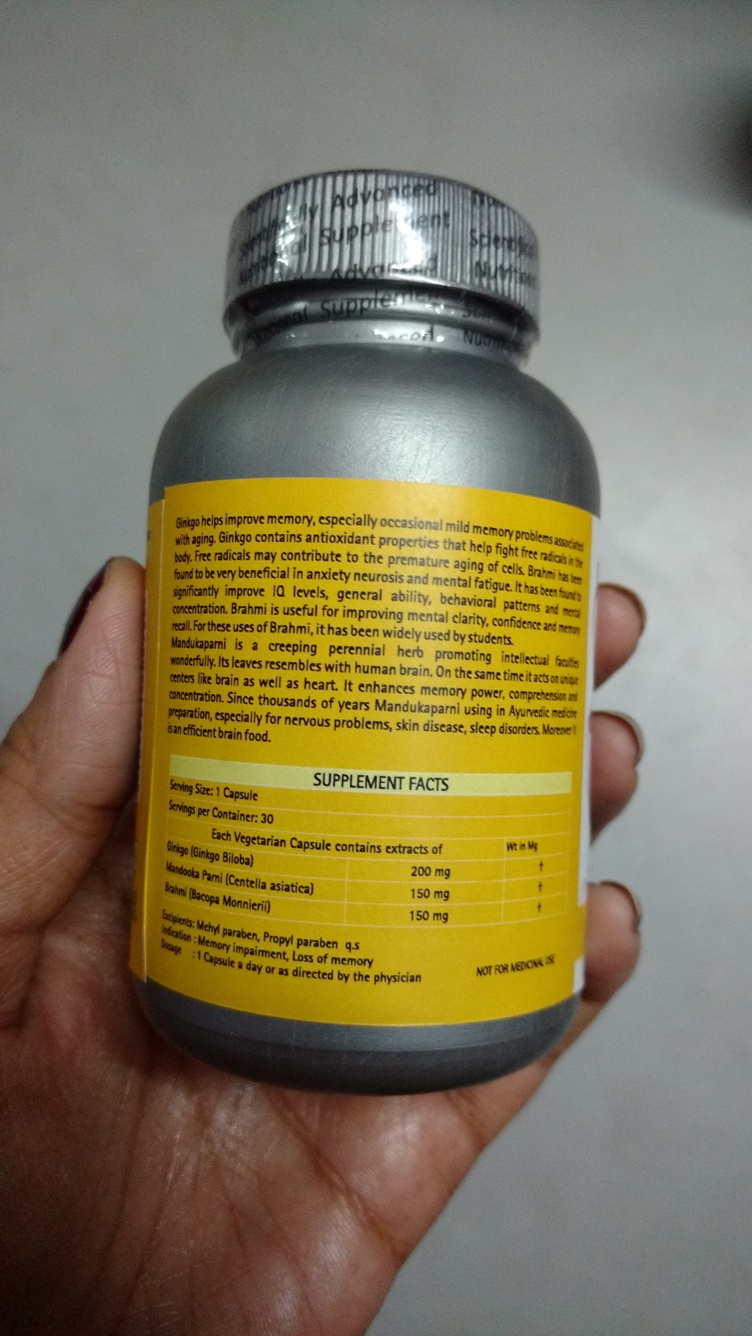 Scientifically Advanced
Nutritional Supplement
Scientifical
Nutrition
Advanced
Supplement
Ginkgo helps improve memory, especially occasional mild memory problems associated
with aging. Ginkgo contains antioxidant properties that help fight free radicals in the
body. Free radicals may contribute to the premature aging of cells. Brahmi has been
found to be very beneficial in anxiety neurosis and mental fatigue. It has been found to
significantly improve IQ levels, general ability, behavioral patterns and mental
concentration. Brahmi is useful for improving mental clarity, confidence and memory
recall. For these uses of Brahmi, it has been widely used by students.
Mandukaparni is a creeping perennial herb promoting intellectual faculties
wonderfully. Its leaves resembles with human brain. On the same time it acts on unique
centers like brain as well as heart. It enhances memory power, comprehension and
concentration. Since thousands of years Mandukaparni using in Ayurvedic medicine
preparation, especially for nervous problems, skin disease, sleep disorders. Moreover it
is an efficient brain food.
SUPPLEMENT FACTS
Serving Size: 1 Capsule
Servings per Container: 30
Each Vegetarian Capsule contains extracts of Wt in Mg
Ginkgo (Ginkgo Biloba) 200 mg †
Mandooka Parni (Centella asiatica) 150 mg †
Brahmi (Bacopa Monnierii) 150 mg †
Excipients: Mehyl paraben, Propyl paraben q.s
Indication : Memory impairment, Loss of memory
Dosage : 1 Capsule a day or as directed by the physician
NOT FOR MEDICINAL USE